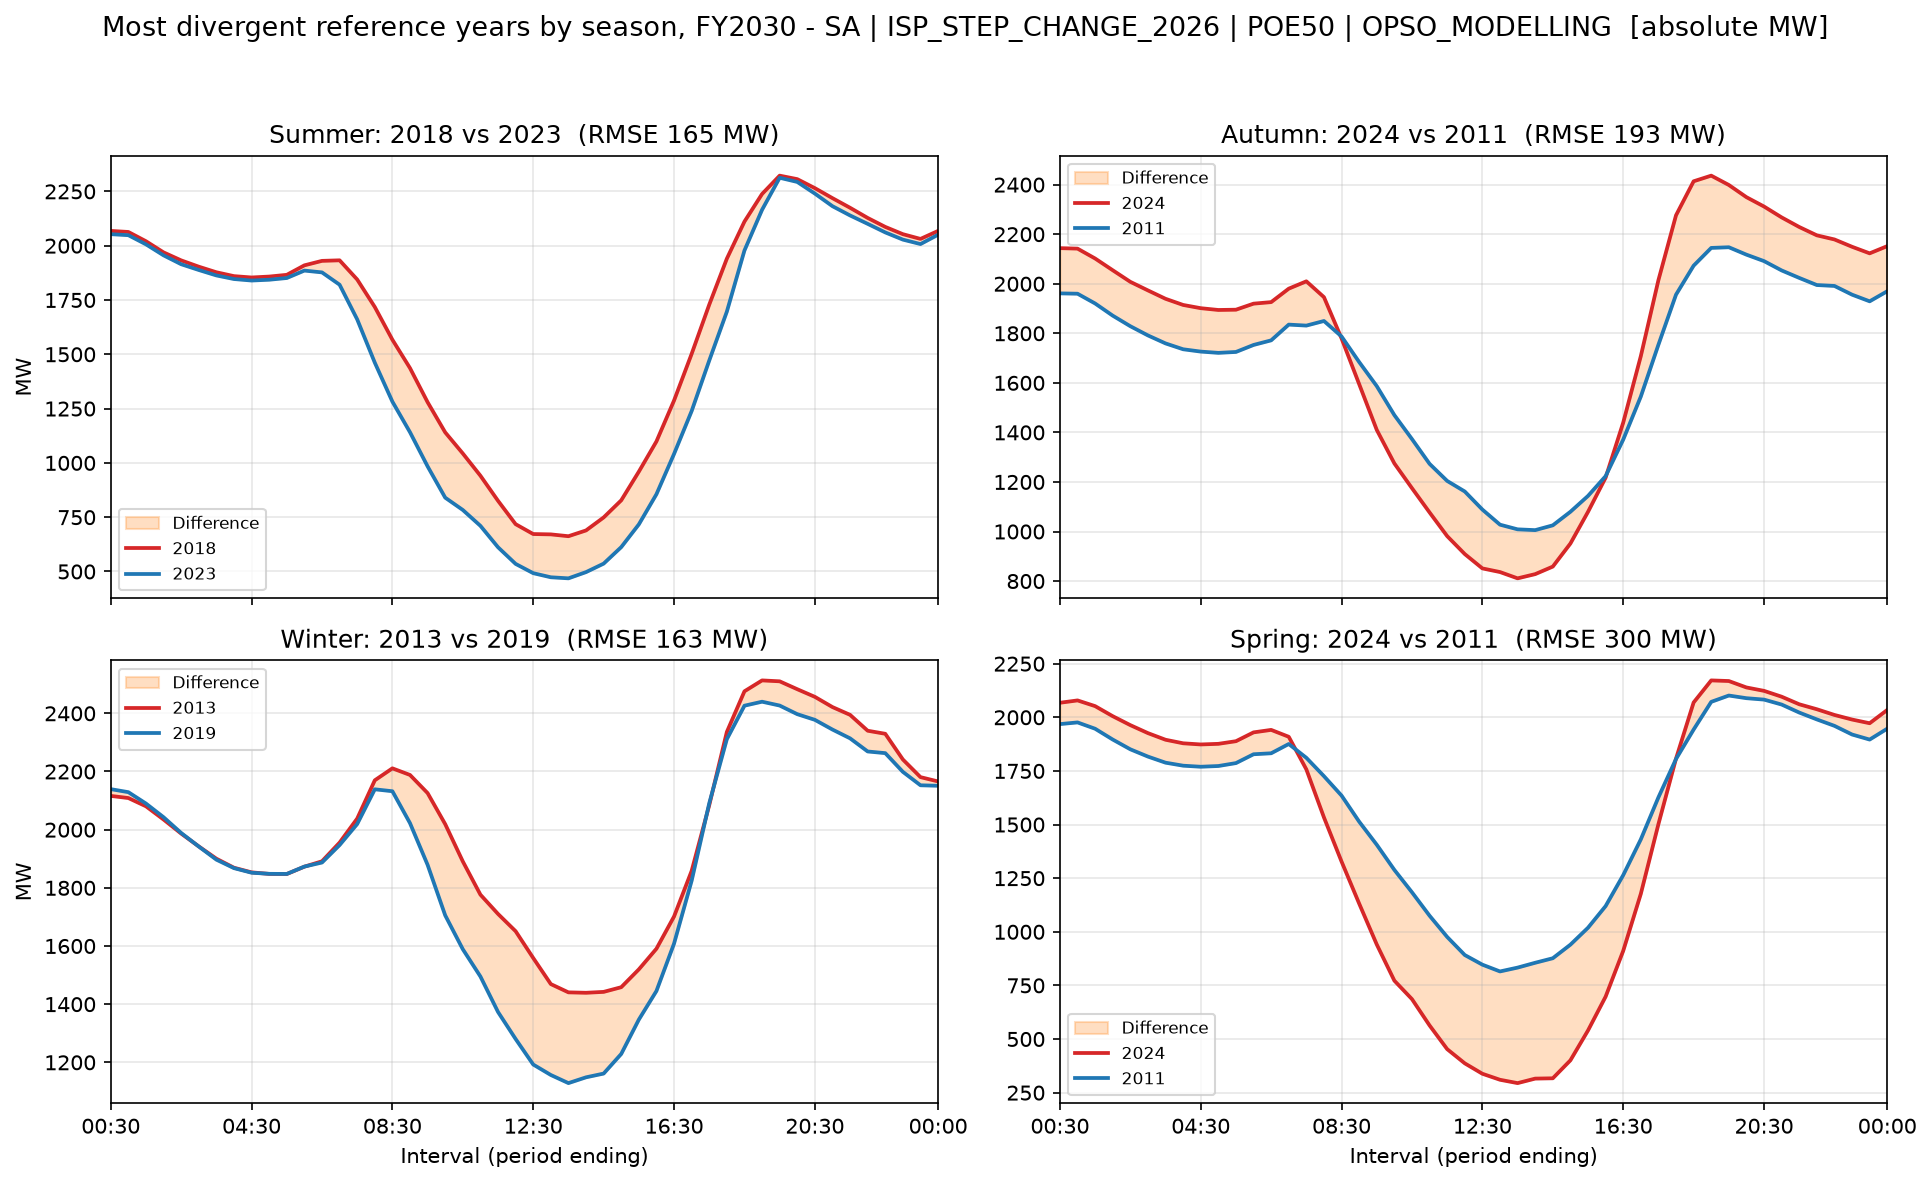 Most divergent reference years by season, FY2030 - SA | ISP_STEP_CHANGE_2026 | POE50 | OPSO_MODELLING  [absolute MW]
Summer: 2018 vs 2023  (RMSE 165 MW)
MW
2250
2000
1750
1500
1250
1000
750
500
Difference
2018
2023
Autumn: 2024 vs 2011  (RMSE 193 MW)
2400
2200
2000
1800
1600
1400
1200
1000
800
Difference
2024
2011
Winter: 2013 vs 2019  (RMSE 163 MW)
MW
2400
2200
2000
1800
1600
1400
1200
Difference
2013
2019
00:30 04:30 08:30 12:30 16:30 20:30 00:00
Interval (period ending)
Spring: 2024 vs 2011  (RMSE 300 MW)
2250
2000
1750
1500
1250
1000
750
500
250
Difference
2024
2011
00:30 04:30 08:30 12:30 16:30 20:30 00:00
Interval (period ending)